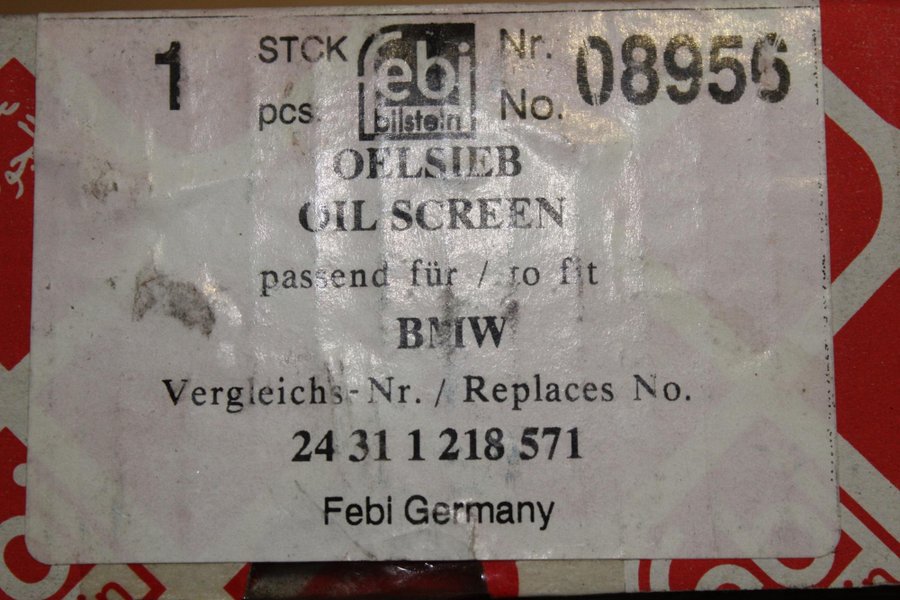 1 STCK febi Nr. 08956
pcs. bilstein No.
OELSIEB
OIL SCREEN
passend für / to fit
BMW
Vergleichs-Nr. / Replaces No.
24 31 1 218 571
Febi Germany